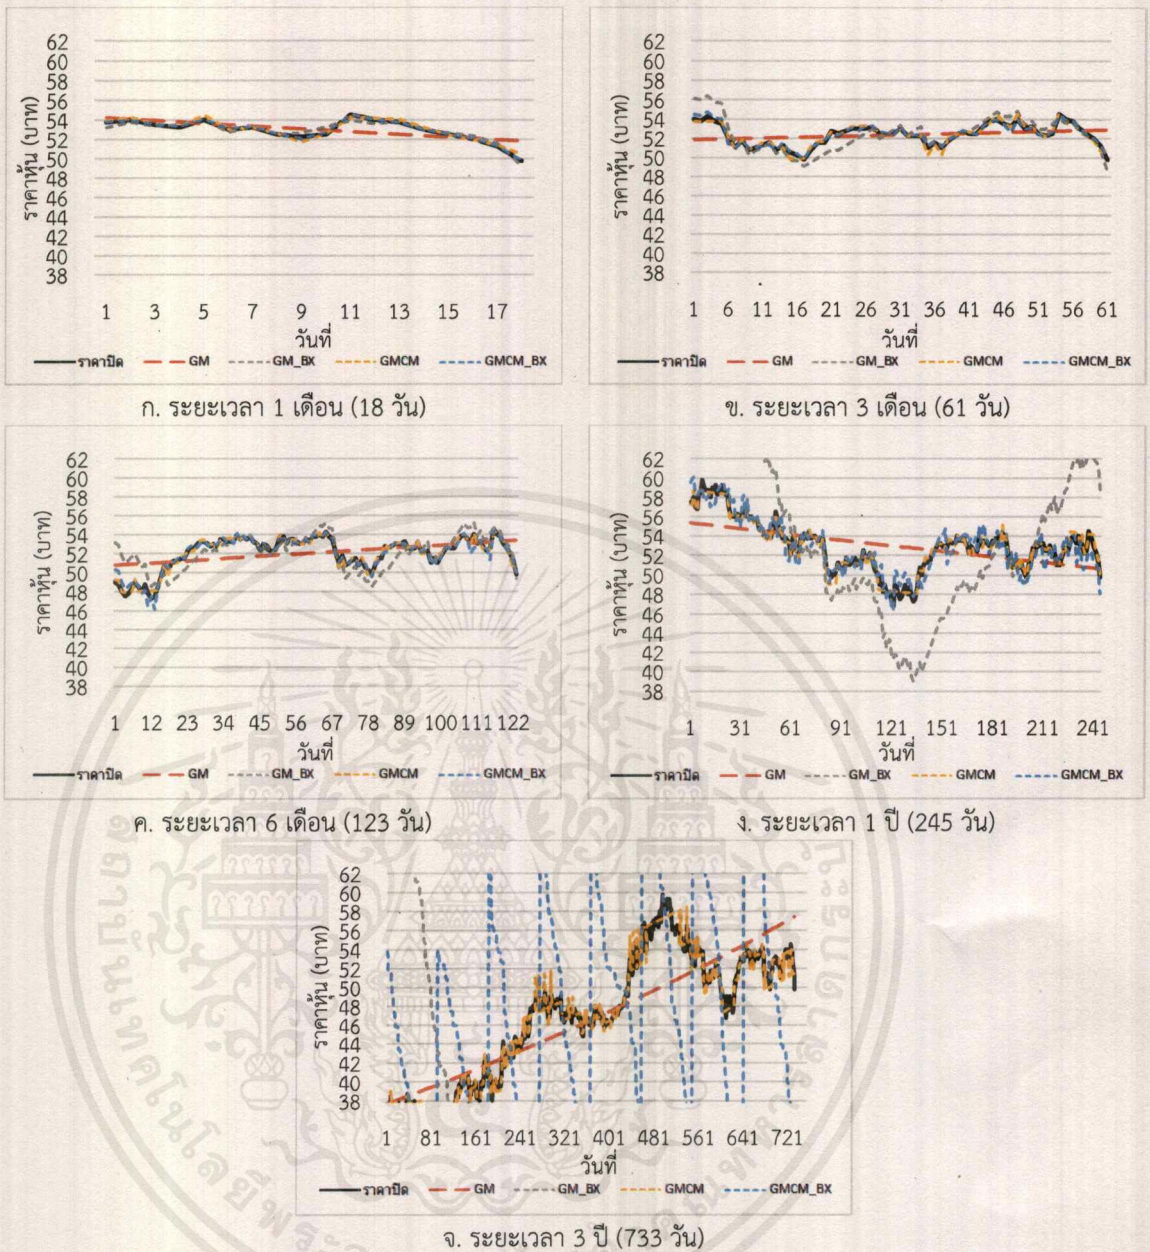 62
60
58
56
54
52
50
48
46
44
42
40
38
ราคาหุ้น (บาท)
1 3 5 7 9 11 13 15 17
วันที่
ราคาปิด GM GM_BX GMCM GMCM_BX
ก. ระยะเวลา 1 เดือน (18 วัน)
62
60
58
56
54
52
50
48
46
44
42
40
38
ราคาหุ้น (บาท)
1 6 11 16 21 26 31 36 41 46 51 56 61
วันที่
ราคาปิด GM GM_BX GMCM GMCM_BX
ข. ระยะเวลา 3 เดือน (61 วัน)
62
60
58
56
54
52
50
48
46
44
42
40
38
ราคาหุ้น (บาท)
1 12 23 34 45 56 67 78 89 100 111 122
วันที่
ราคาปิด GM GM_BX GMCM GMCM_BX
ค. ระยะเวลา 6 เดือน (123 วัน)
62
60
58
56
54
52
50
48
46
44
42
40
38
ราคาหุ้น (บาท)
1 31 61 91 121 151 181 211 241
วันที่
ราคาปิด GM GM_BX GMCM GMCM_BX
ง. ระยะเวลา 1 ปี (245 วัน)
62
60
58
56
54
52
50
48
46
44
42
40
38
ราคาหุ้น (บาท)
1 81 161 241 321 401 481 561 641 721
วันที่
ราคาปิด GM GM_BX GMCM GMCM_BX
จ. ระยะเวลา 3 ปี (733 วัน)